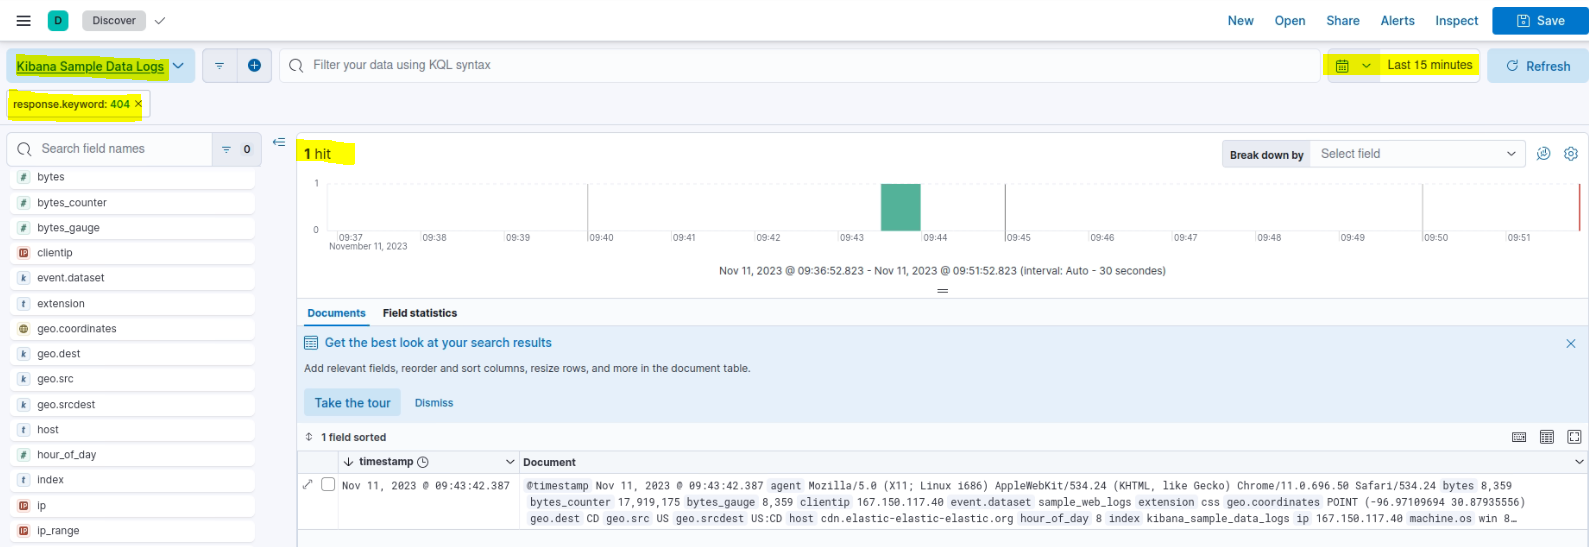 D Discover New Open Share Alerts Inspect Save
Kibana Sample Data Logs Filter your data using KQL syntax Last 15 minutes Refresh
response.keyword: 404 ×
Search field names 0
1 hit Break down by Select field
bytes
bytes_counter
bytes_gauge
clientip
event.dataset
extension
geo.coordinates
geo.dest
geo.src
geo.srcdest
host
hour_of_day
index
ip
ip_range
1
0
09:37 09:38 09:39 09:40 09:41 09:42 09:43 09:44 09:45 09:46 09:47 09:48 09:49 09:50 09:51
November 11, 2023
Nov 11, 2023 @ 09:36:52.823 - Nov 11, 2023 @ 09:51:52.823 (interval: Auto - 30 secondes)
Documents Field statistics
Get the best look at your search results
Add relevant fields, reorder and sort columns, resize rows, and more in the document table.
Take the tour Dismiss
1 field sorted
timestamp Document
Nov 11, 2023 @ 09:43:42.387 @timestamp Nov 11, 2023 @ 09:43:42.387 agent Mozilla/5.0 (X11; Linux i686) AppleWebKit/534.24 (KHTML, like Gecko) Chrome/11.0.696.50 Safari/534.24 bytes 8,359
bytes_counter 17,919,175 bytes_gauge 8,359 clientip 167.150.117.40 event.dataset sample_web_logs extension css geo.coordinates POINT (-96.97109694 30.87935556)
geo.dest CD geo.src US geo.srcdest US:CD host cdn.elastic-elastic-elastic.org hour_of_day 8 index kibana_sample_data_logs ip 167.150.117.40 machine.os win 8…